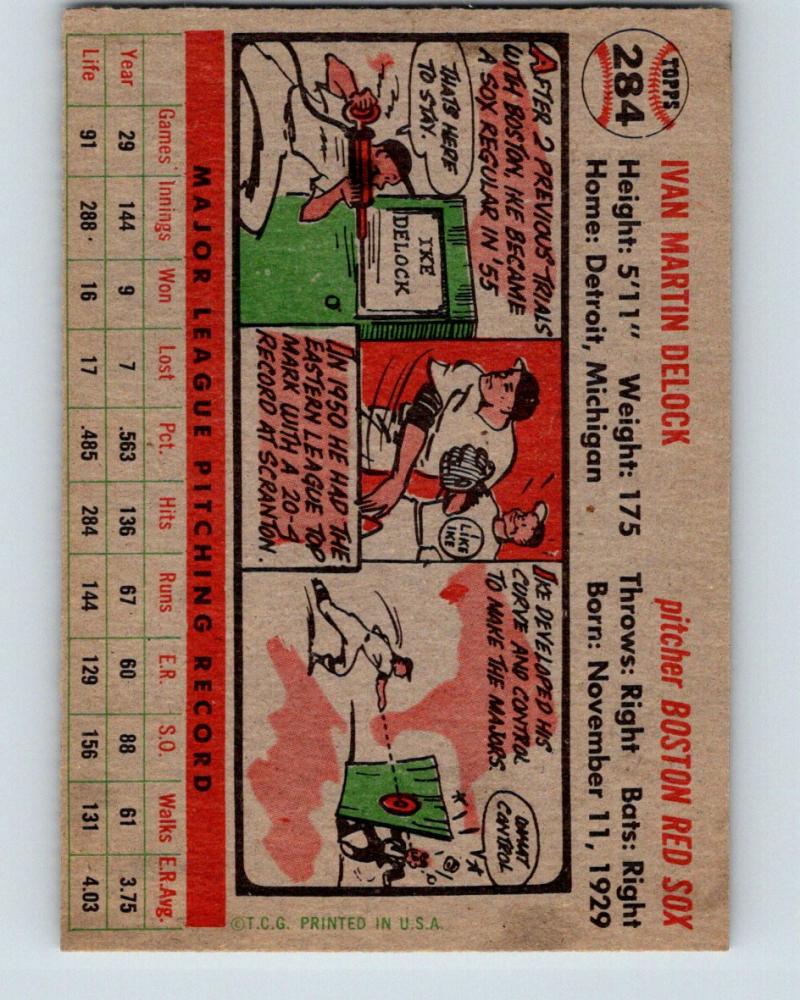 TOPPS
284
IVAN MARTIN DELOCK pitcher BOSTON RED SOX
Height: 5'11" Weight: 175 Throws: Right Bats: Right
Home: Detroit, Michigan Born: November 11, 1929
AFTER 2 PREVIOUS TRIALS
WITH BOSTON, IKE BECAME
A SOX REGULAR IN '55
THAT'S HERE
TO STAY.
IKE
DELOCK
I
LIKE
IKE
IN 1950 HE HAD THE
EASTERN LEAGUE TOP
MARK WITH A 20-4
RECORD AT SCRANTON.
IKE DEVELOPED HIS
CURVE AND CONTROL
TO MAKE THE MAJORS.
WHAT
CONTROL
©T.C.G. PRINTED IN U.S.A.
MAJOR LEAGUE PITCHING RECORD
Games Innings Won Lost Pct. Hits Runs E.R. S.O. Walks E.R.Avg.
Year 29 144 9 7 .563 136 67 60 88 61 3.75
Life 91 288 16 17 .485 284 144 129 156 131 4.03